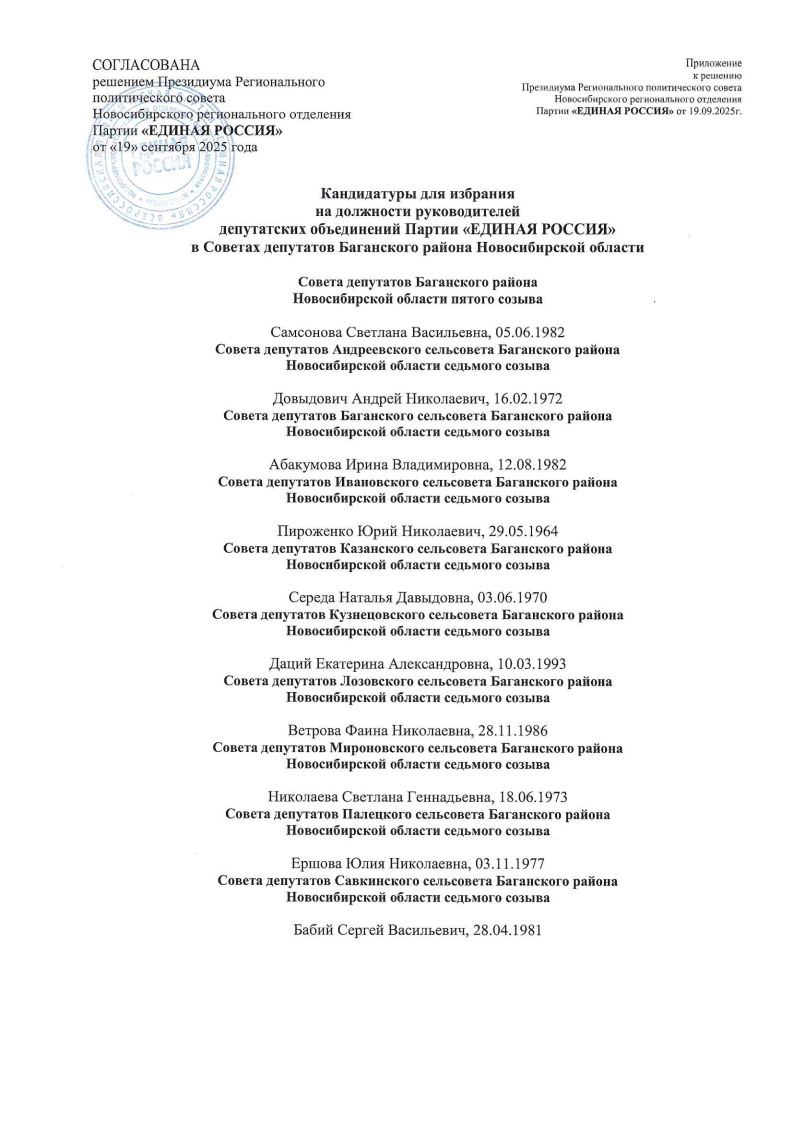 СОГЛАСОВАНА
решением Президиума Регионального
политического совета
Новосибирского регионального отделения
Партии «ЕДИНАЯ РОССИЯ»
от «19» сентября 2025 года
Приложение
к решению
Президиума Регионального политического совета
Новосибирского регионального отделения
Партии «ЕДИНАЯ РОССИЯ» от 19.09.2025г.
ЕДИНАЯ
РОССИЯ
Кандидатуры для избрания
на должности руководителей
депутатских объединений Партии «ЕДИНАЯ РОССИЯ»
в Советах депутатов Баганского района Новосибирской области
Совета депутатов Баганского района
Новосибирской области пятого созыва
Самсонова Светлана Васильевна, 05.06.1982
Совета депутатов Андреевского сельсовета Баганского района
Новосибирской области седьмого созыва
Довыдович Андрей Николаевич, 16.02.1972
Совета депутатов Баганского сельсовета Баганского района
Новосибирской области седьмого созыва
Абакумова Ирина Владимировна, 12.08.1982
Совета депутатов Ивановского сельсовета Баганского района
Новосибирской области седьмого созыва
Пироженко Юрий Николаевич, 29.05.1964
Совета депутатов Казанского сельсовета Баганского района
Новосибирской области седьмого созыва
Середа Наталья Давыдовна, 03.06.1970
Совета депутатов Кузнецовского сельсовета Баганского района
Новосибирской области седьмого созыва
Даций Екатерина Александровна, 10.03.1993
Совета депутатов Лозовского сельсовета Баганского района
Новосибирской области седьмого созыва
Ветрова Фаина Николаевна, 28.11.1986
Совета депутатов Мироновского сельсовета Баганского района
Новосибирской области седьмого созыва
Николаева Светлана Геннадьевна, 18.06.1973
Совета депутатов Палецкого сельсовета Баганского района
Новосибирской области седьмого созыва
Ершова Юлия Николаевна, 03.11.1977
Совета депутатов Савкинского сельсовета Баганского района
Новосибирской области седьмого созыва
Бабий Сергей Васильевич, 28.04.1981